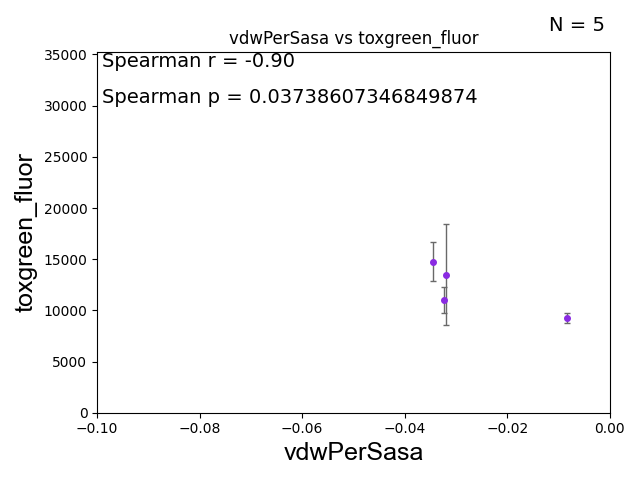 N = 5
vdwPerSasa vs toxgreen_fluor
Spearman r = -0.90
Spearman p = 0.03738607346849874
35000
30000
25000
20000
15000
10000
5000
0
toxgreen_fluor
−0.10 −0.08 −0.06 −0.04 −0.02 0.00
vdwPerSasa